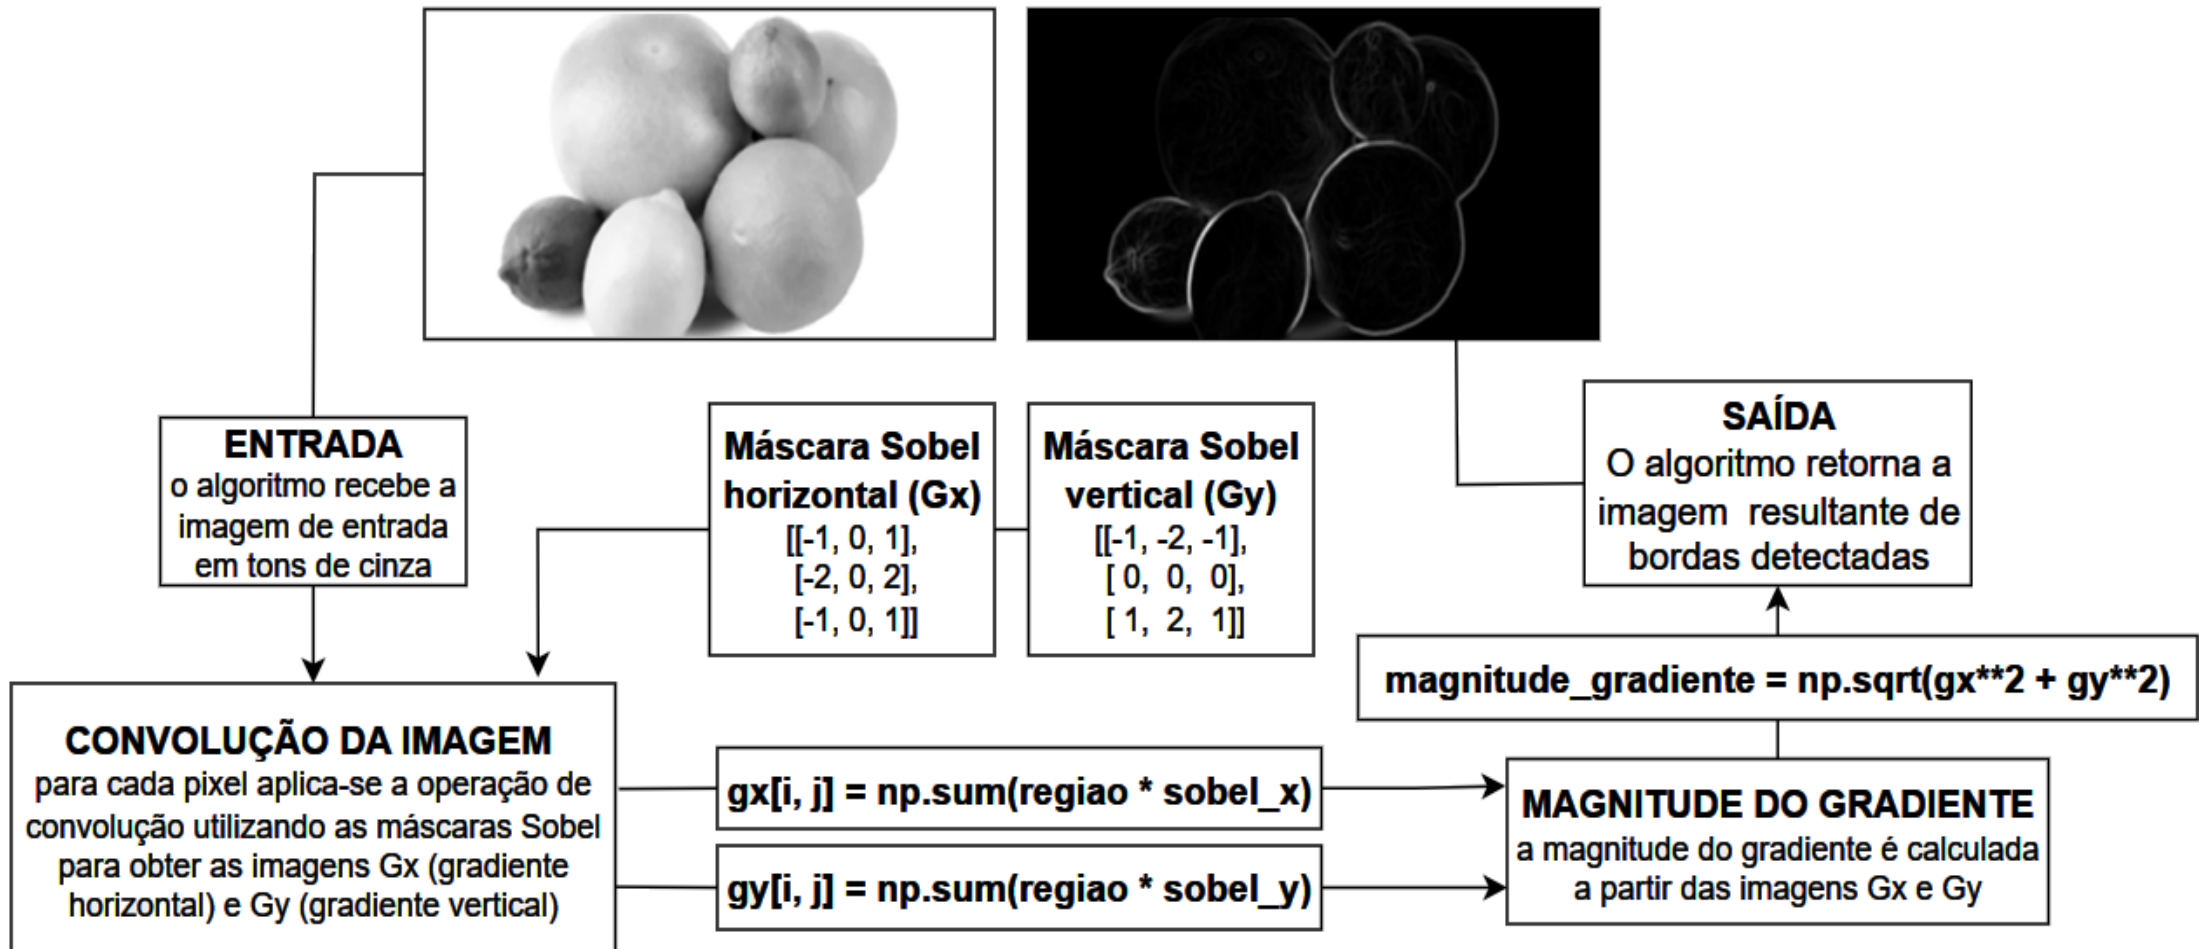 ENTRADA
o algoritmo recebe a
imagem de entrada
em tons de cinza
Máscara Sobel
horizontal (Gx)
[[-1, 0, 1],
[-2, 0, 2],
[-1, 0, 1]]
Máscara Sobel
vertical (Gy)
[[-1, -2, -1],
[ 0, 0, 0],
[ 1, 2, 1]]
SAÍDA
O algoritmo retorna a
imagem resultante de
bordas detectadas
magnitude_gradiente = np.sqrt(gx**2 + gy**2)
CONVOLUÇÃO DA IMAGEM
para cada pixel aplica-se a operação de
convolução utilizando as máscaras Sobel
para obter as imagens Gx (gradiente
horizontal) e Gy (gradiente vertical)
gx[i, j] = np.sum(regiao * sobel_x)
gy[i, j] = np.sum(regiao * sobel_y)
MAGNITUDE DO GRADIENTE
a magnitude do gradiente é calculada
a partir das imagens Gx e Gy